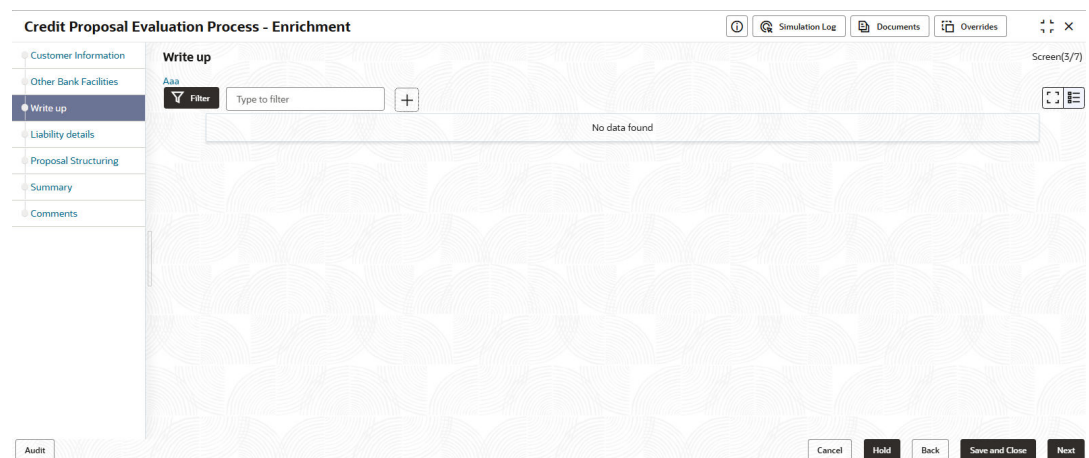 Credit Proposal Evaluation Process - Enrichment
Simulation Log
Documents
Overrides
Customer Information
Other Bank Facilities
Write up
Liability details
Proposal Structuring
Summary
Comments
Write up
Screen(3/7)
Aaa
Filter
Type to filter
No data found
Audit
Cancel
Hold
Back
Save and Close
Next